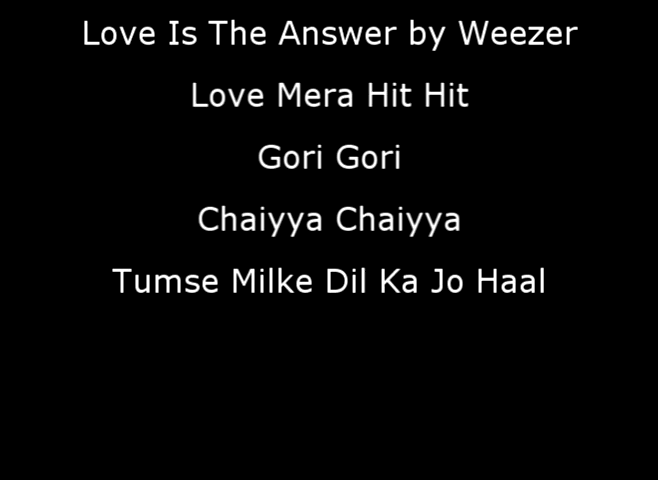 Love Is The Answer by Weezer
Love Mera Hit Hit
Gori Gori
Chaiyya Chaiyya
Tumse Milke Dil Ka Jo Haal